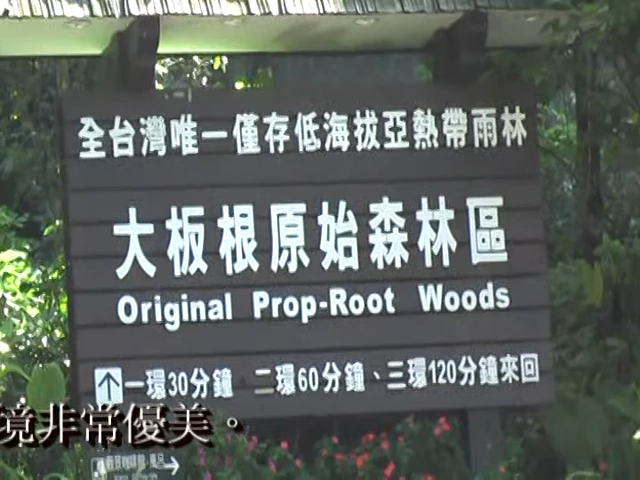 全台灣唯一僅存低海拔亞熱帶雨林
大板根原始森林區
Original Prop-Root Woods
↑一環30分鐘 二環60分鐘、三環120分鐘來回
境非常優美。